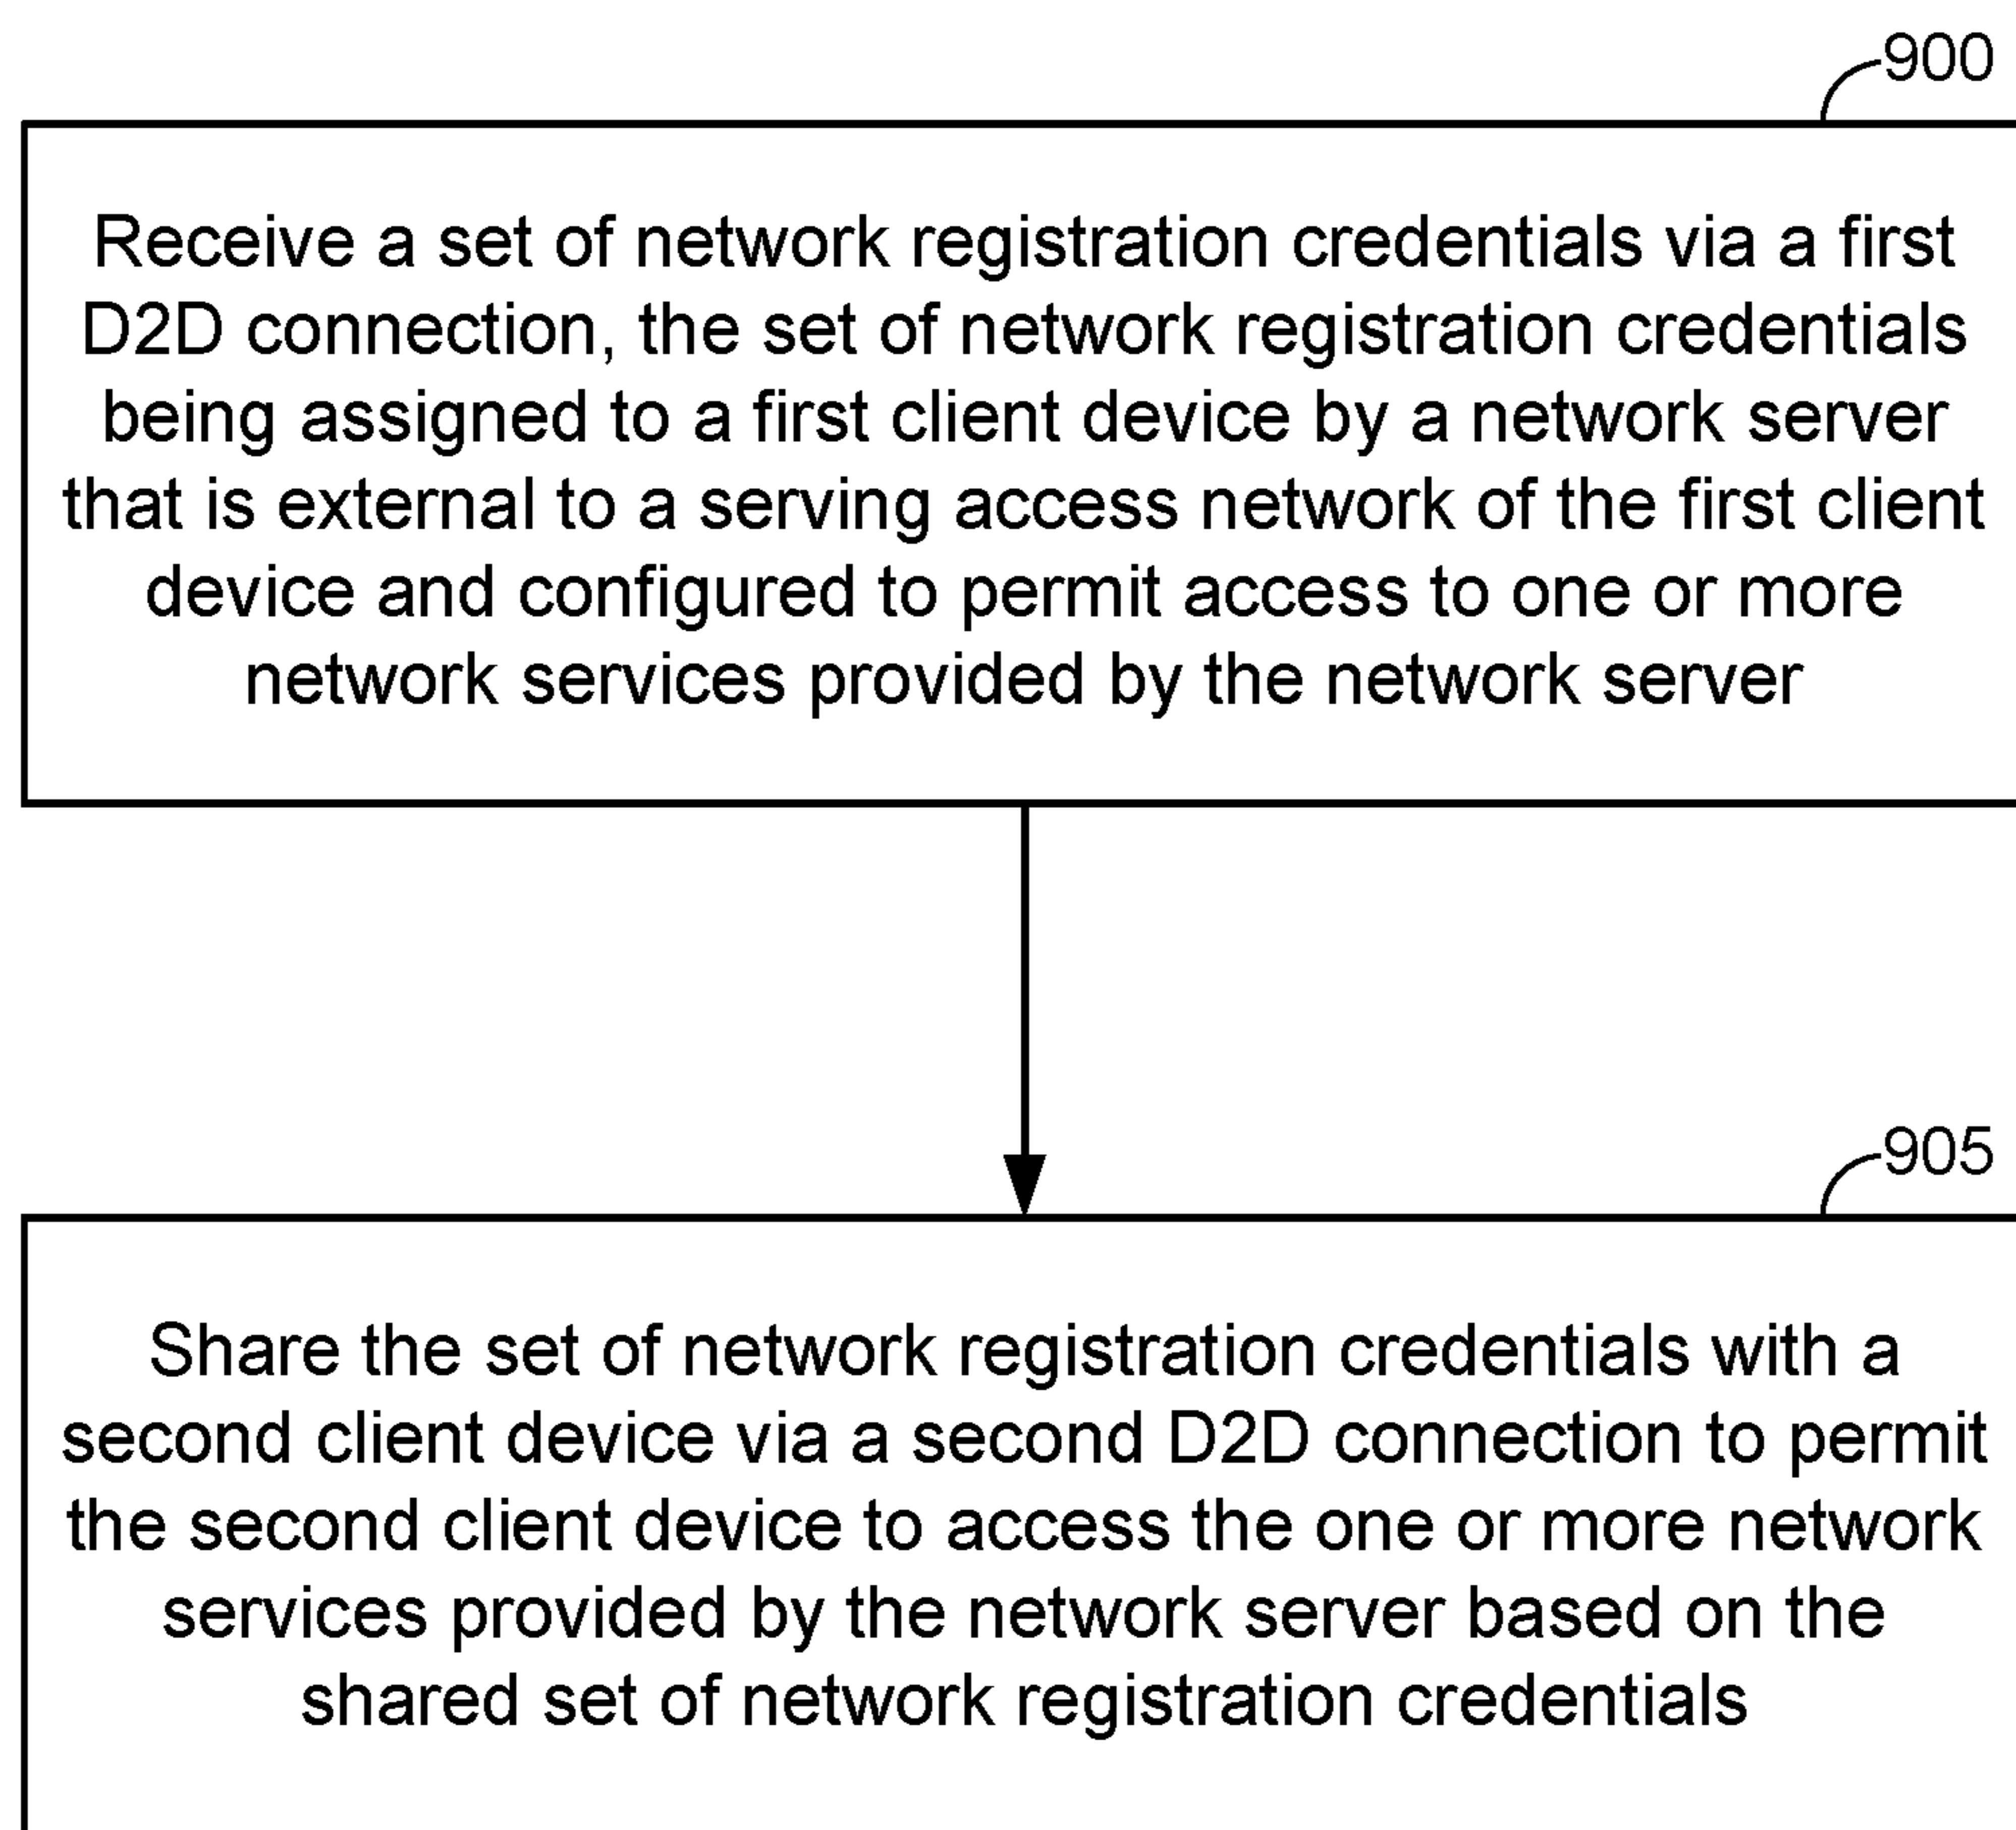 900
Receive a set of network registration credentials via a first
D2D connection, the set of network registration credentials
being assigned to a first client device by a network server
that is external to a serving access network of the first client
device and configured to permit access to one or more
network services provided by the network server
905
Share the set of network registration credentials with a
second client device via a second D2D connection to permit
the second client device to access the one or more network
services provided by the network server based on the
shared set of network registration credentials